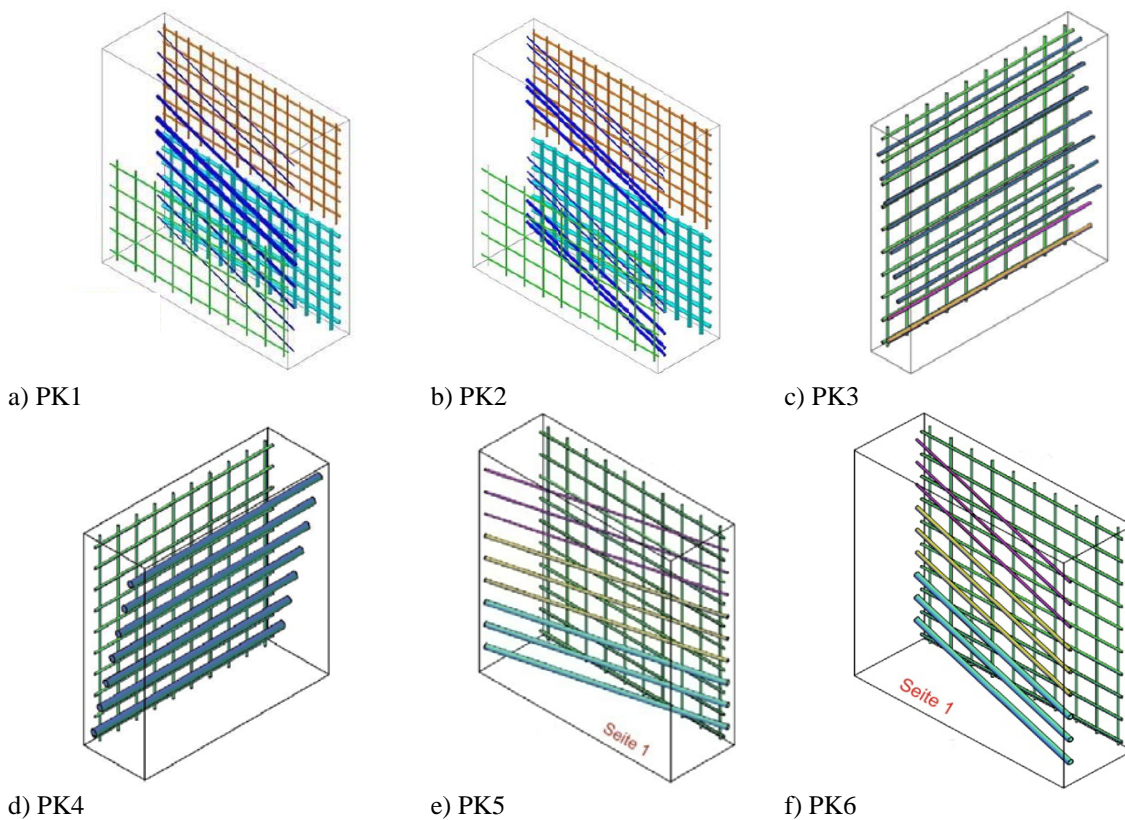 a) PK1
b) PK2
c) PK3
Seite 1
Seite 1
d) PK4
e) PK5
f) PK6